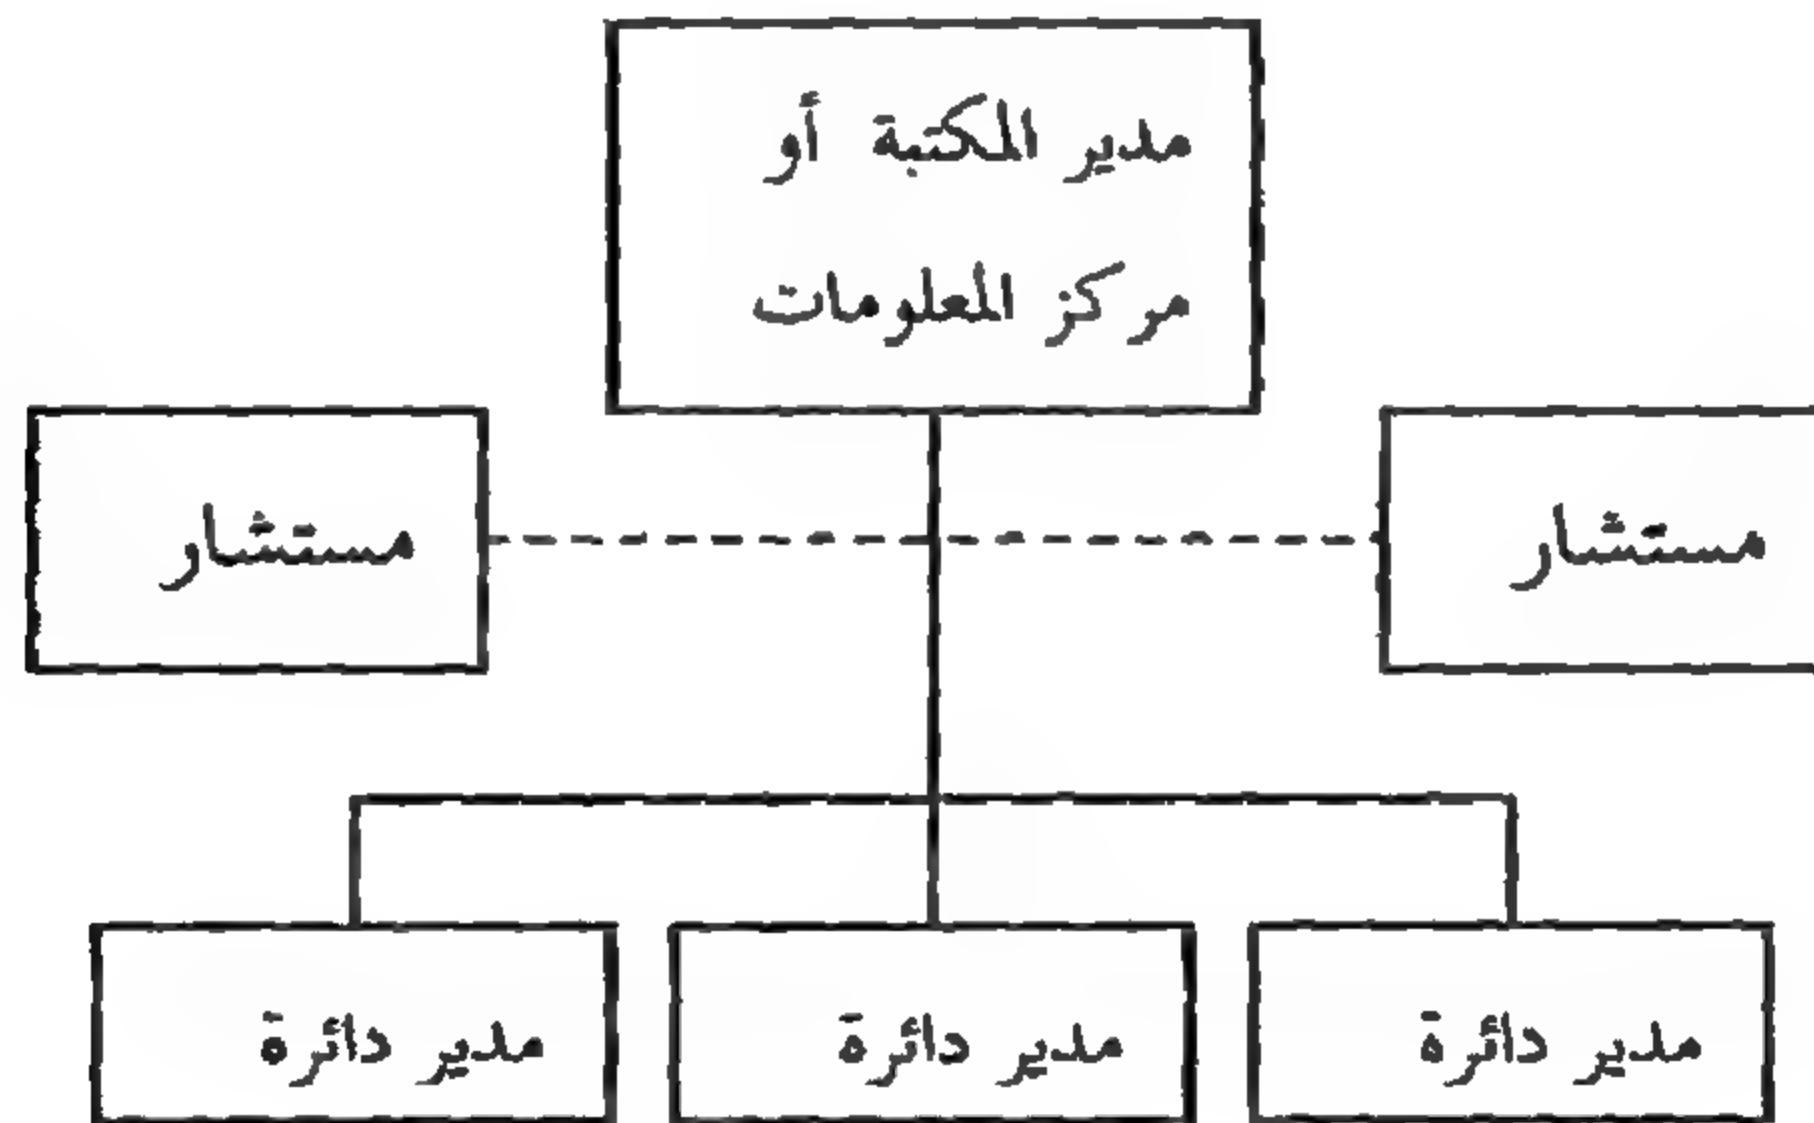 مدير المكتبة أو
مركز المعلومات
مستشار
مستشار
مدير دائرة
مدير دائرة
مدير دائرة